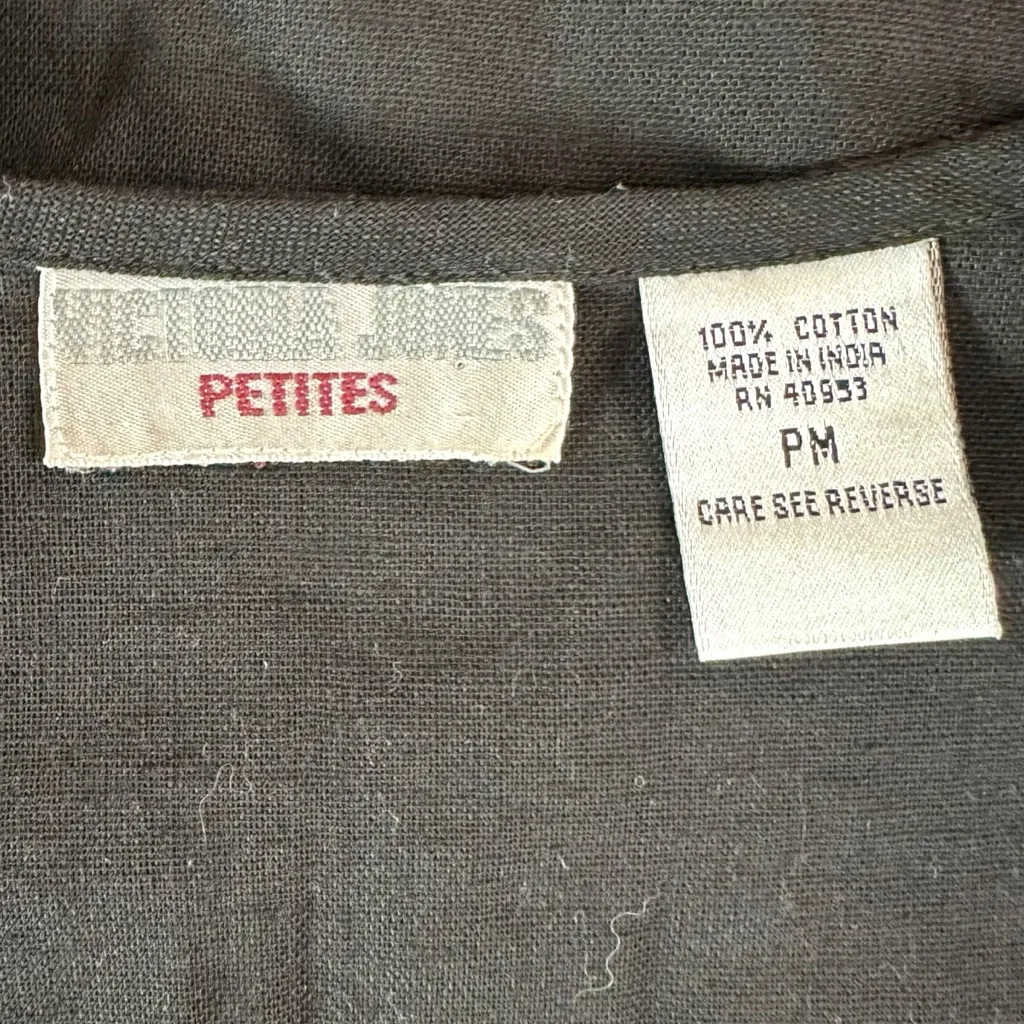 PETITES
100% COTTON
MADE IN INDIA
RN 40933
PM
CARE SEE REVERSE